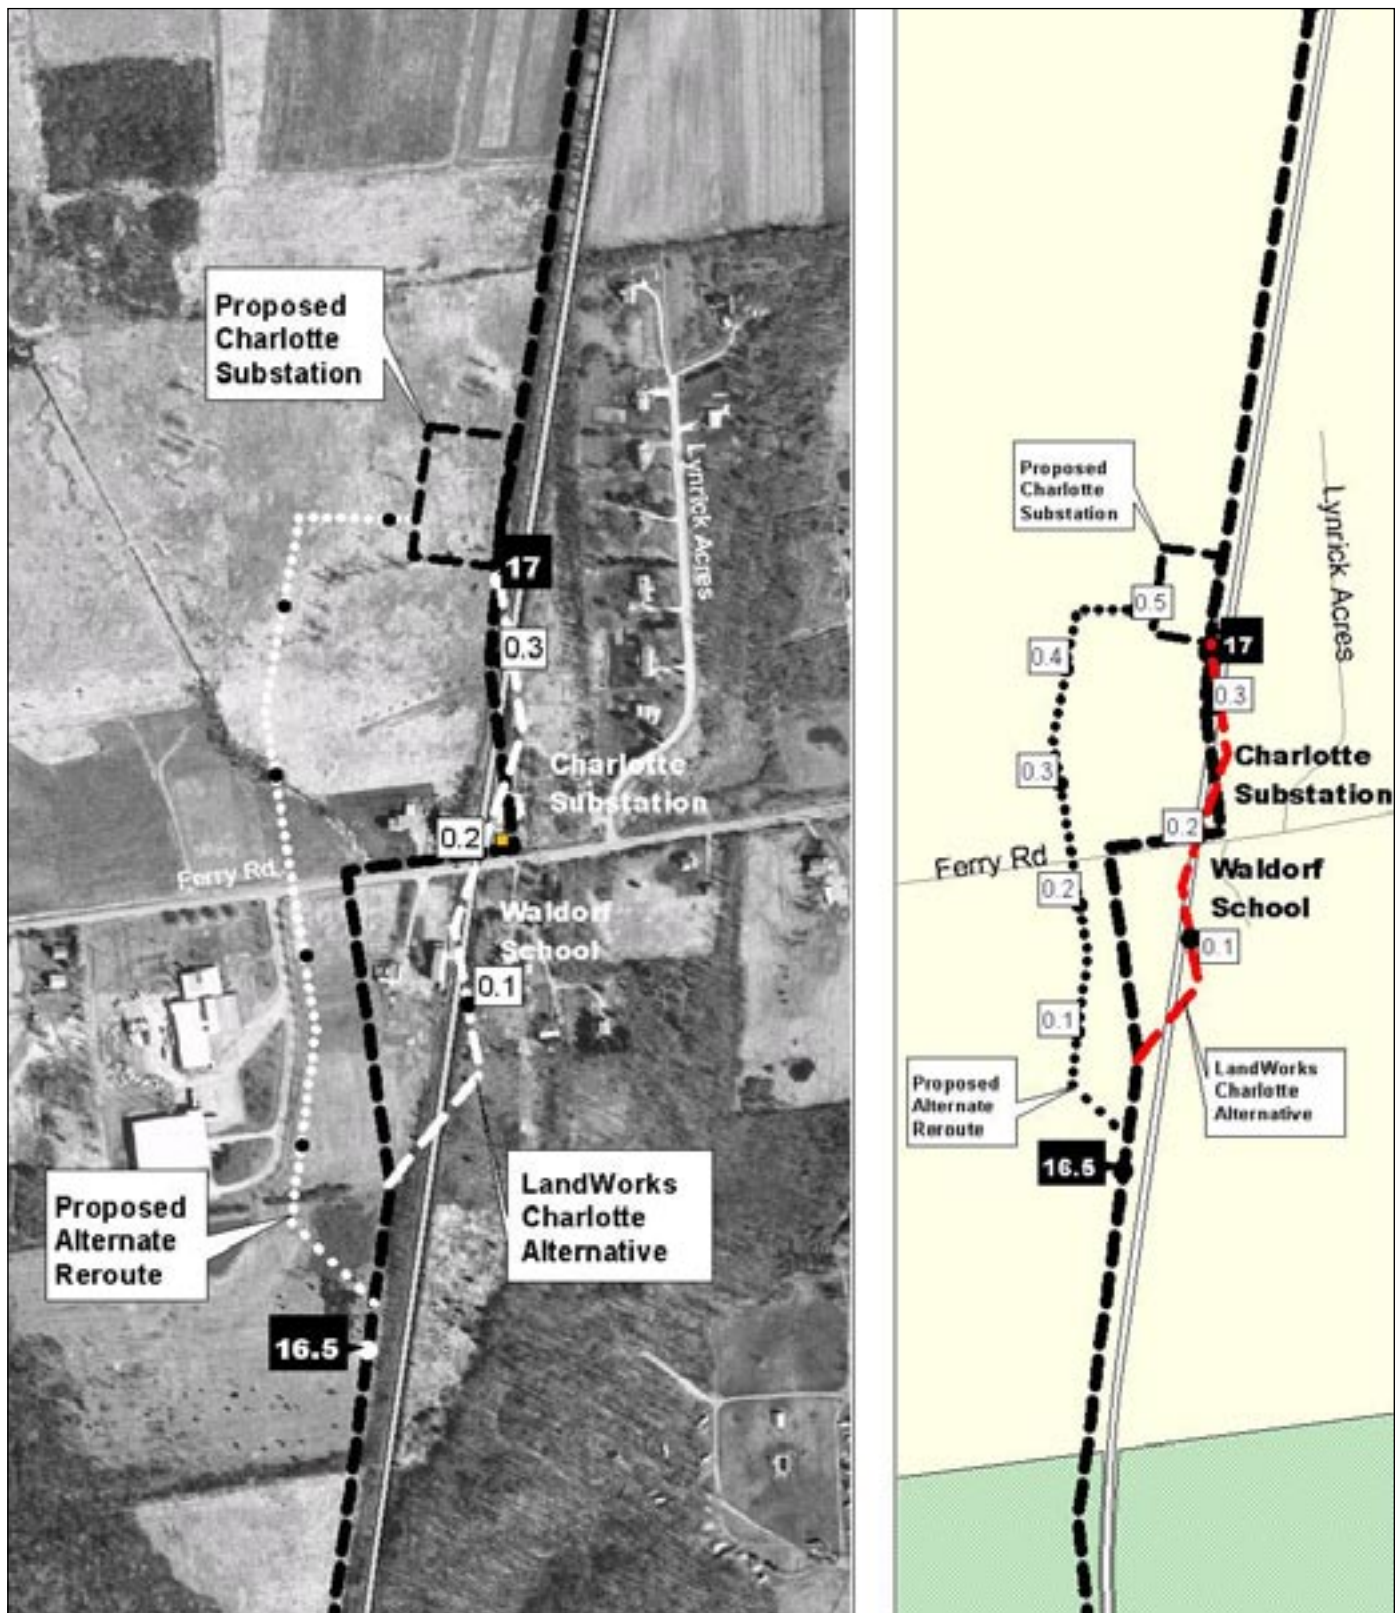 Proposed
Charlotte
Substation
Lynrick Acres
17
0.3
Charlotte
Substation
0.2
Ferry Rd.
Waldorf
School
0.1
Proposed
Alternate
Reroute
LandWorks
Charlotte
Alternative
16.5
Proposed
Charlotte
Substation
Lynrick Acres
0.5
17
0.4
0.3
0.3
Charlotte
Substation
0.2
Ferry Rd
0.2
Waldorf
School
0.1
0.1
Proposed
Alternate
Reroute
LandWorks
Charlotte
Alternative
16.5